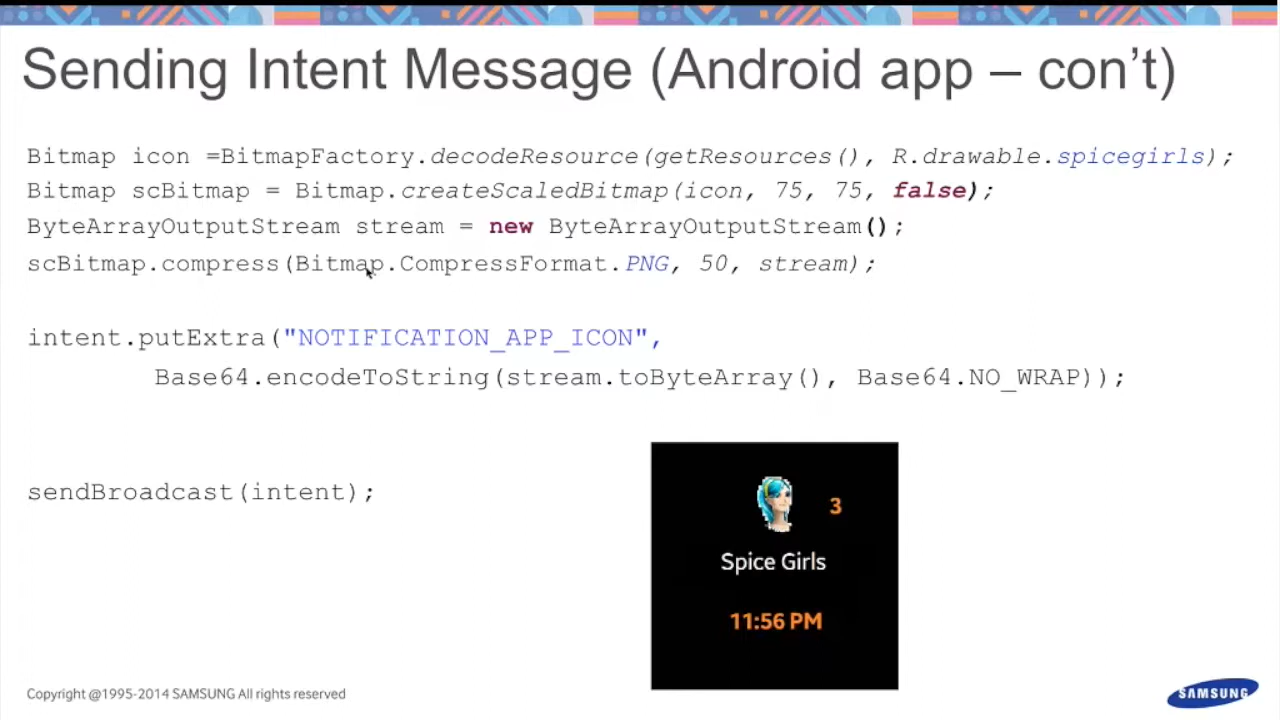 Sending Intent Message (Android app – con’t)
Bitmap icon =BitmapFactory.decodeResource(getResources(), R.drawable.spicegirls);
Bitmap scBitmap = Bitmap.createScaledBitmap(icon, 75, 75, false);
ByteArrayOutputStream stream = new ByteArrayOutputStream();
scBitmap.compress(Bitmap.CompressFormat.PNG, 50, stream);
intent.putExtra("NOTIFICATION_APP_ICON",
Base64.encodeToString(stream.toByteArray(), Base64.NO_WRAP));
sendBroadcast(intent);
3
Spice Girls
11:56 PM
Copyright @1995-2014 SAMSUNG All rights reserved
SAMSUNG